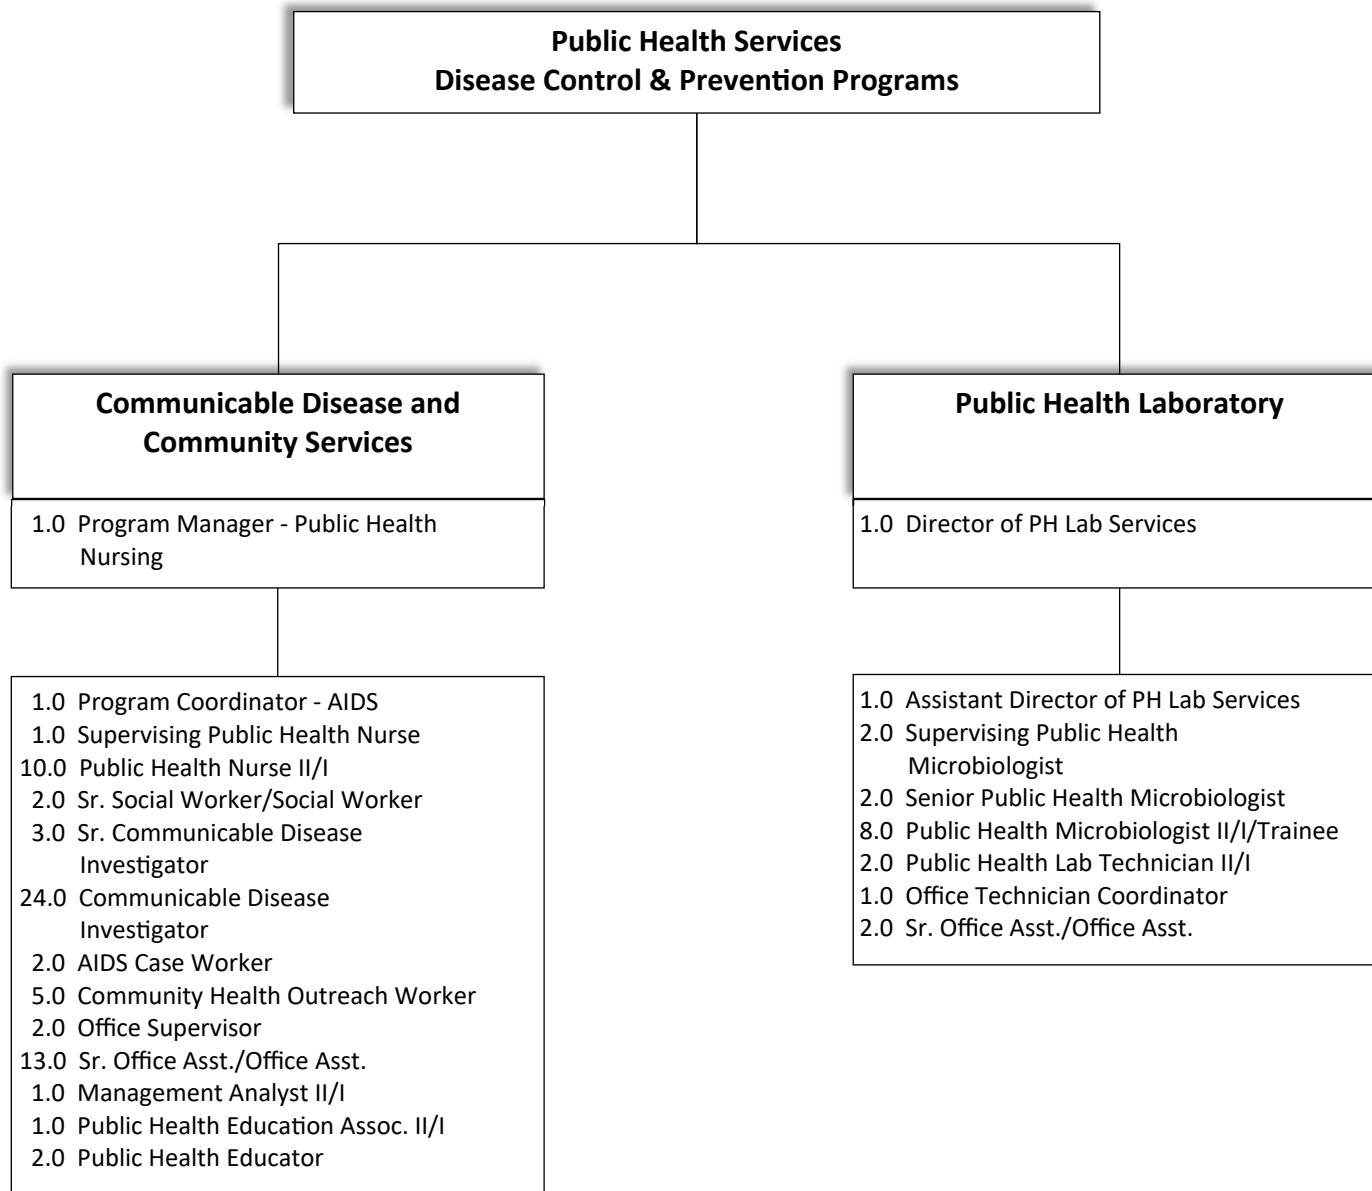 Public Health Services
Disease Control & Prevention Programs
Communicable Disease and
Community Services
1.0 Program Manager - Public Health
Nursing
1.0 Program Coordinator - AIDS
1.0 Supervising Public Health Nurse
10.0 Public Health Nurse II/I
2.0 Sr. Social Worker/Social Worker
3.0 Sr. Communicable Disease
Investigator
24.0 Communicable Disease
Investigator
2.0 AIDS Case Worker
5.0 Community Health Outreach Worker
2.0 Office Supervisor
13.0 Sr. Office Asst./Office Asst.
1.0 Management Analyst II/I
1.0 Public Health Education Assoc. II/I
2.0 Public Health Educator
Public Health Laboratory
1.0 Director of PH Lab Services
1.0 Assistant Director of PH Lab Services
2.0 Supervising Public Health
Microbiologist
2.0 Senior Public Health Microbiologist
8.0 Public Health Microbiologist II/I/Trainee
2.0 Public Health Lab Technician II/I
1.0 Office Technician Coordinator
2.0 Sr. Office Asst./Office Asst.